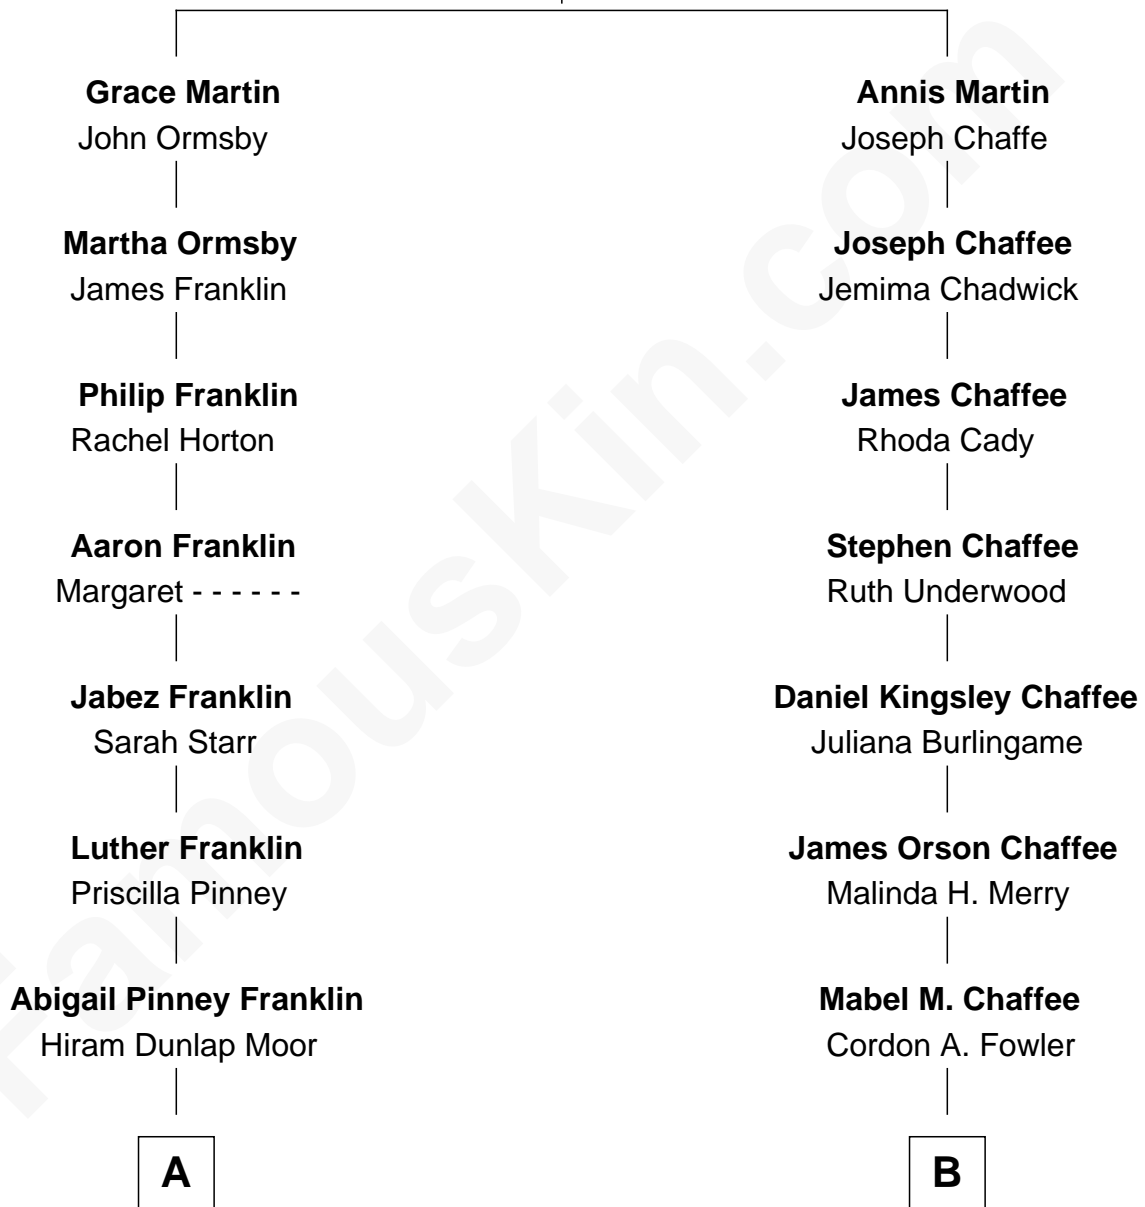 Grace Martin
John Ormsby
Martha Ormsby
James Franklin
Philip Franklin
Rachel Horton
Aaron Franklin
Margaret - - - - - -
Jabez Franklin
Sarah Starr
Luther Franklin
Priscilla Pinney
Abigail Pinney Franklin
Hiram Dunlap Moor
A
Annis Martin
Joseph Chaffe
Joseph Chaffee
Jemima Chadwick
James Chaffee
Rhoda Cady
Stephen Chaffee
Ruth Underwood
Daniel Kingsley Chaffee
Juliana Burlingame
James Orson Chaffee
Malinda H. Merry
Mabel M. Chaffee
Cordon A. Fowler
B
FamousKin.com